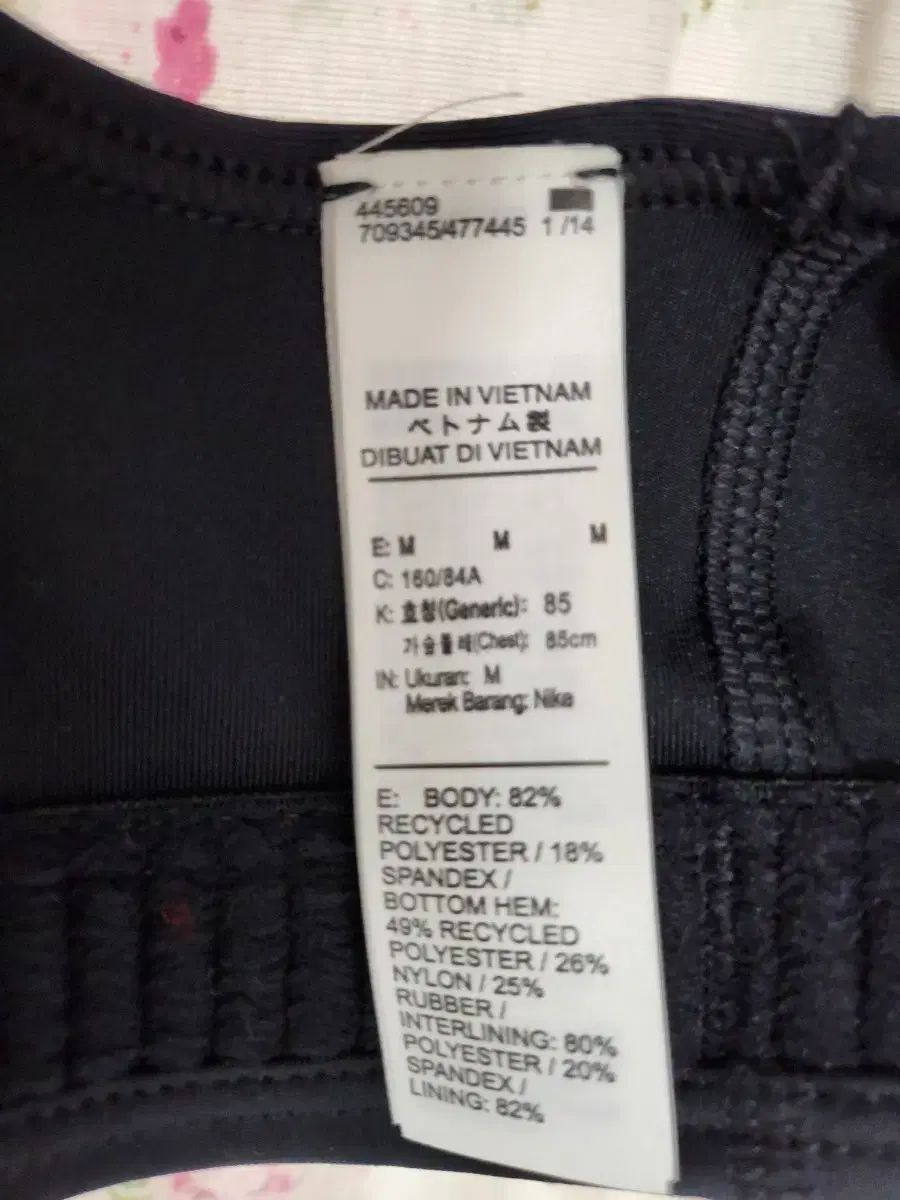 445609
709345/477445 1 /14
MADE IN VIETNAM
ベトナム製
DIBUAT DI VIETNAM
E: M M M
C: 160/84A
K: 호칭(Generic): 85
가슴둘레(Chest): 85cm
IN: Ukuran: M
Merek Barang: Nike
E: BODY: 82%
RECYCLED
POLYESTER / 18%
SPANDEX /
BOTTOM HEM:
49% RECYCLED
POLYESTER / 26%
NYLON / 25%
RUBBER /
INTERLINING: 80%
POLYESTER / 20%
SPANDEX /
LINING: 82%